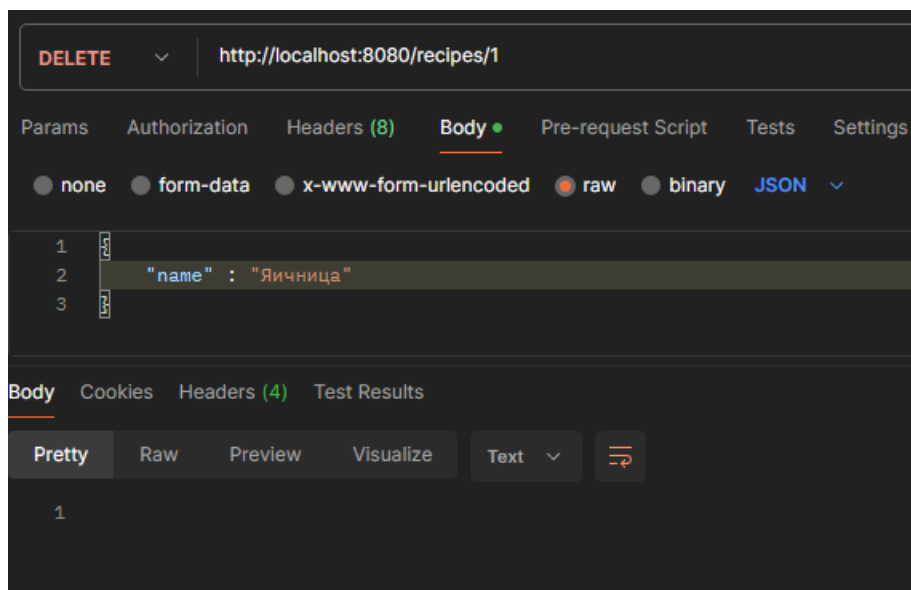 DELETE http://localhost:8080/recipes/1
Params Authorization Headers (8) Body Pre-request Script Tests Settings
none form-data x-www-form-urlencoded raw binary JSON
1 {
2 "name" : "Яичница"
3 }
Body Cookies Headers (4) Test Results
Pretty Raw Preview Visualize Text
1